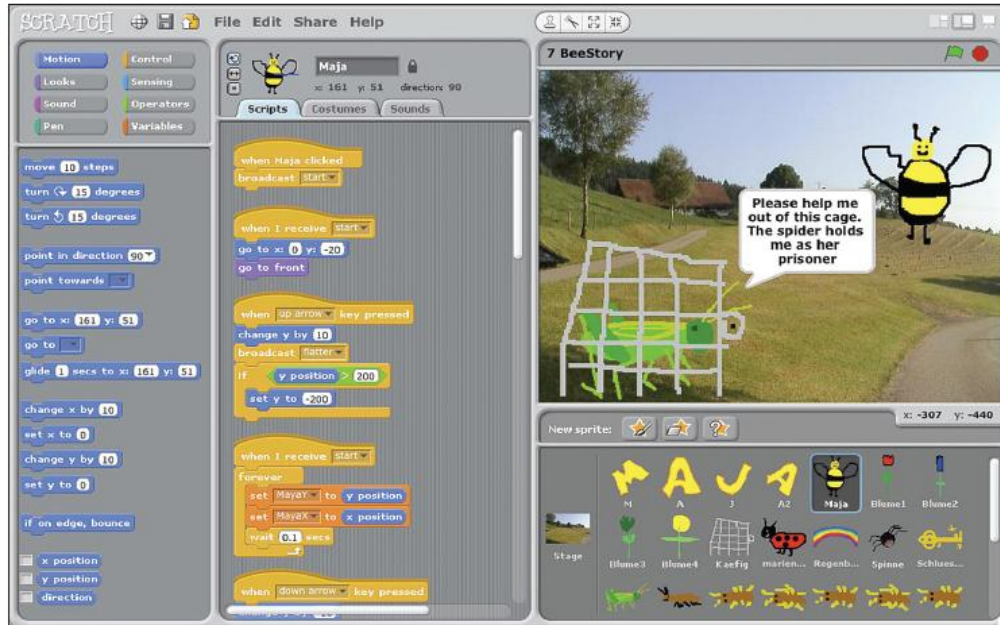 SCRATCH File Edit Share Help
Motion Control
Looks Sensing
Sound Operators
Pen Variables
move 10 steps
turn 15 degrees
turn 15 degrees
point in direction 90
point towards
go to x: 161 y: 51
go to
glide 1 secs to x: 161 y: 51
change x by 10
set x to 0
change y by 10
set y to 0
if on edge, bounce
x position
y position
direction
Maja
x: 161 y: 51 direction: 90
Scripts Costumes Sounds
when Maja clicked
broadcast start
when I receive start
go to x: 0 y: -20
go to front
when up arrow key pressed
change y by 10
broadcast flatter
if y position > 200
set y to -200
when I receive start
forever
set MayaY to y position
set MayaX to x position
wait 0.1 secs
when down arrow key pressed
7 BeeStory
Please help me
out of this cage.
The spider holds
me as her
prisoner
x: -307 y: -440
New sprite:
Stage
M A J A2 Maja Blume1 Blume2
Blume3 Blume4 Kaefig marien... Regenb... Spinne Schlues...